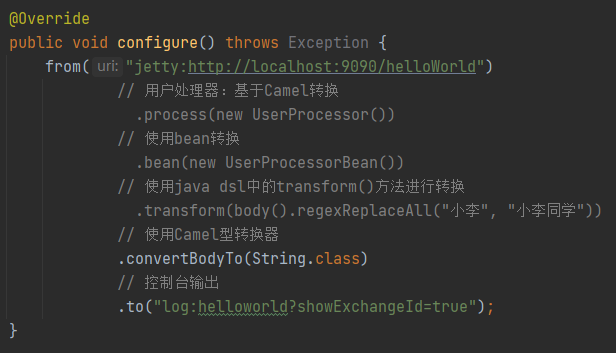 @Override
public void configure() throws Exception {
    from( uri: "jetty:http://localhost:9090/helloWorld")
            // 用户处理器：基于Camel转换
              .process(new UserProcessor())
            // 使用bean转换
              .bean(new UserProcessorBean())
            // 使用java dsl中的transform()方法进行转换
              .transform(body().regexReplaceAll("小李", "小李同学"))
            // 使用Camel型转换器
            .convertBodyTo(String.class)
            // 控制台输出
            .to("log:helloworld?showExchangeId=true");
}